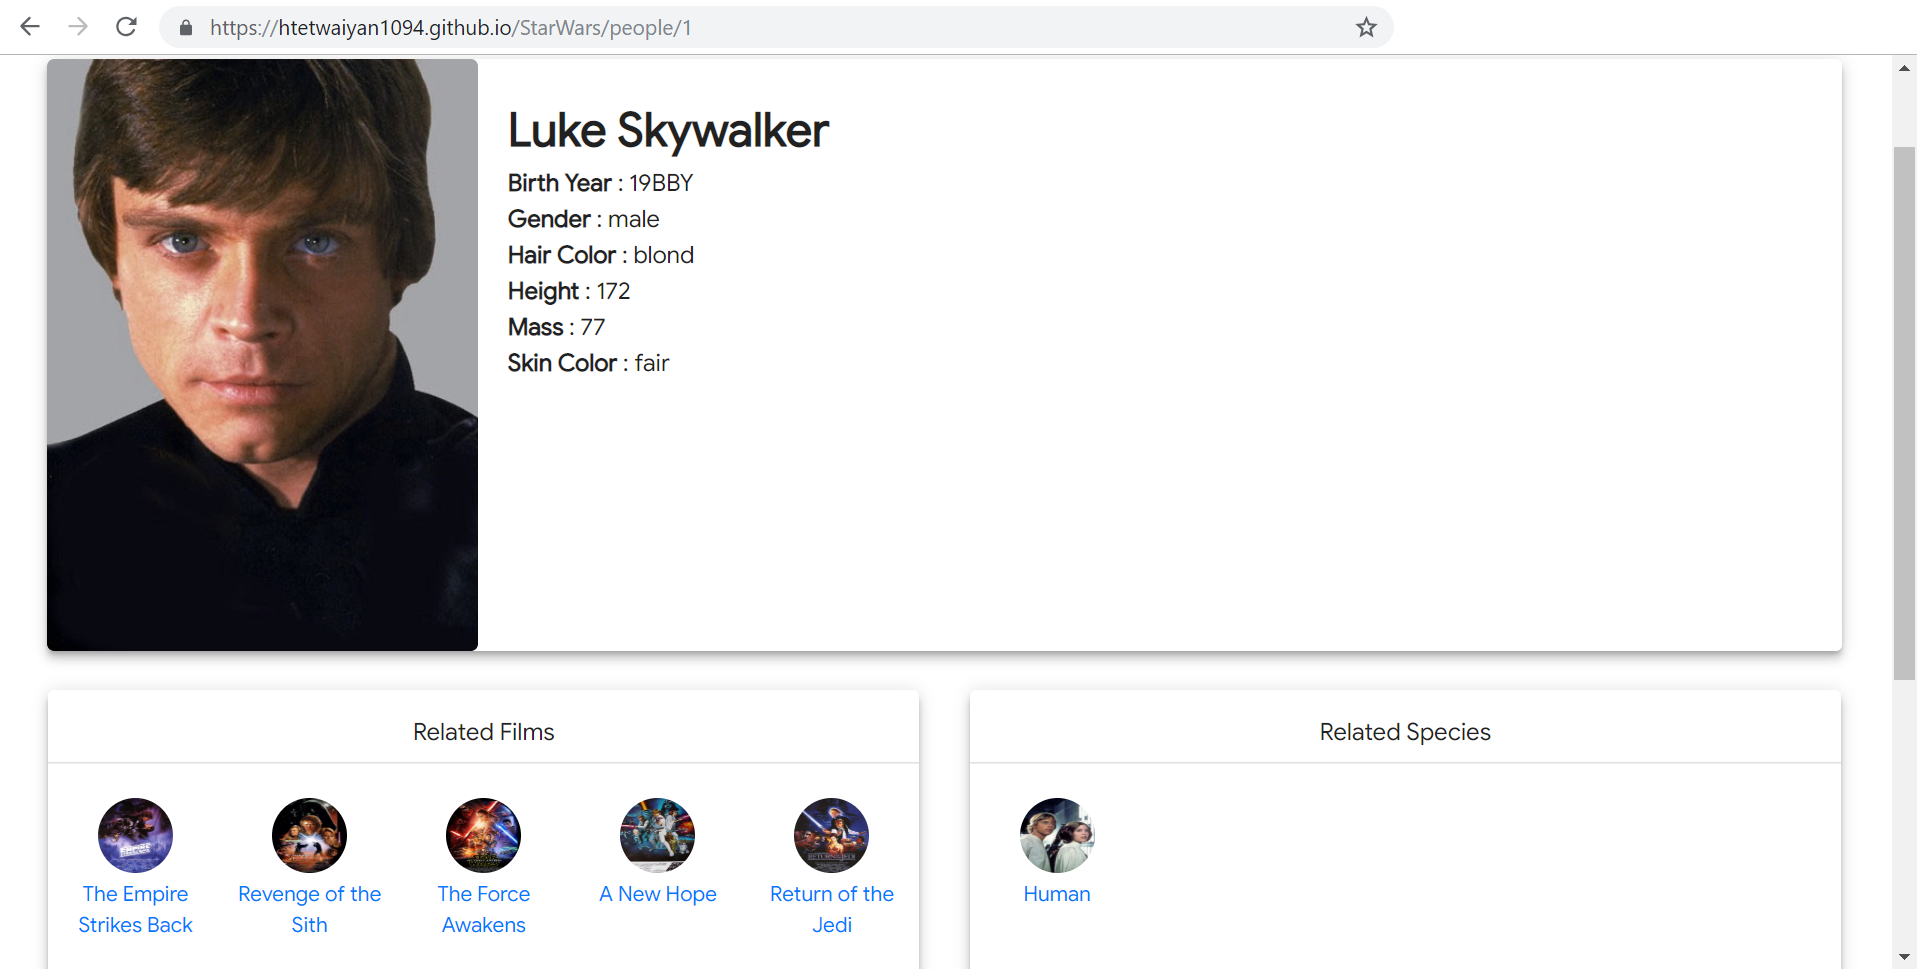 https://htetwaiyan1094.github.io/StarWars/people/1
Luke Skywalker
Birth Year : 19BBY
Gender : male
Hair Color : blond
Height : 172
Mass : 77
Skin Color : fair
Related Films
The Empire
Strikes Back
Revenge of the
Sith
The Force
Awakens
A New Hope
Return of the
Jedi
Related Species
Human